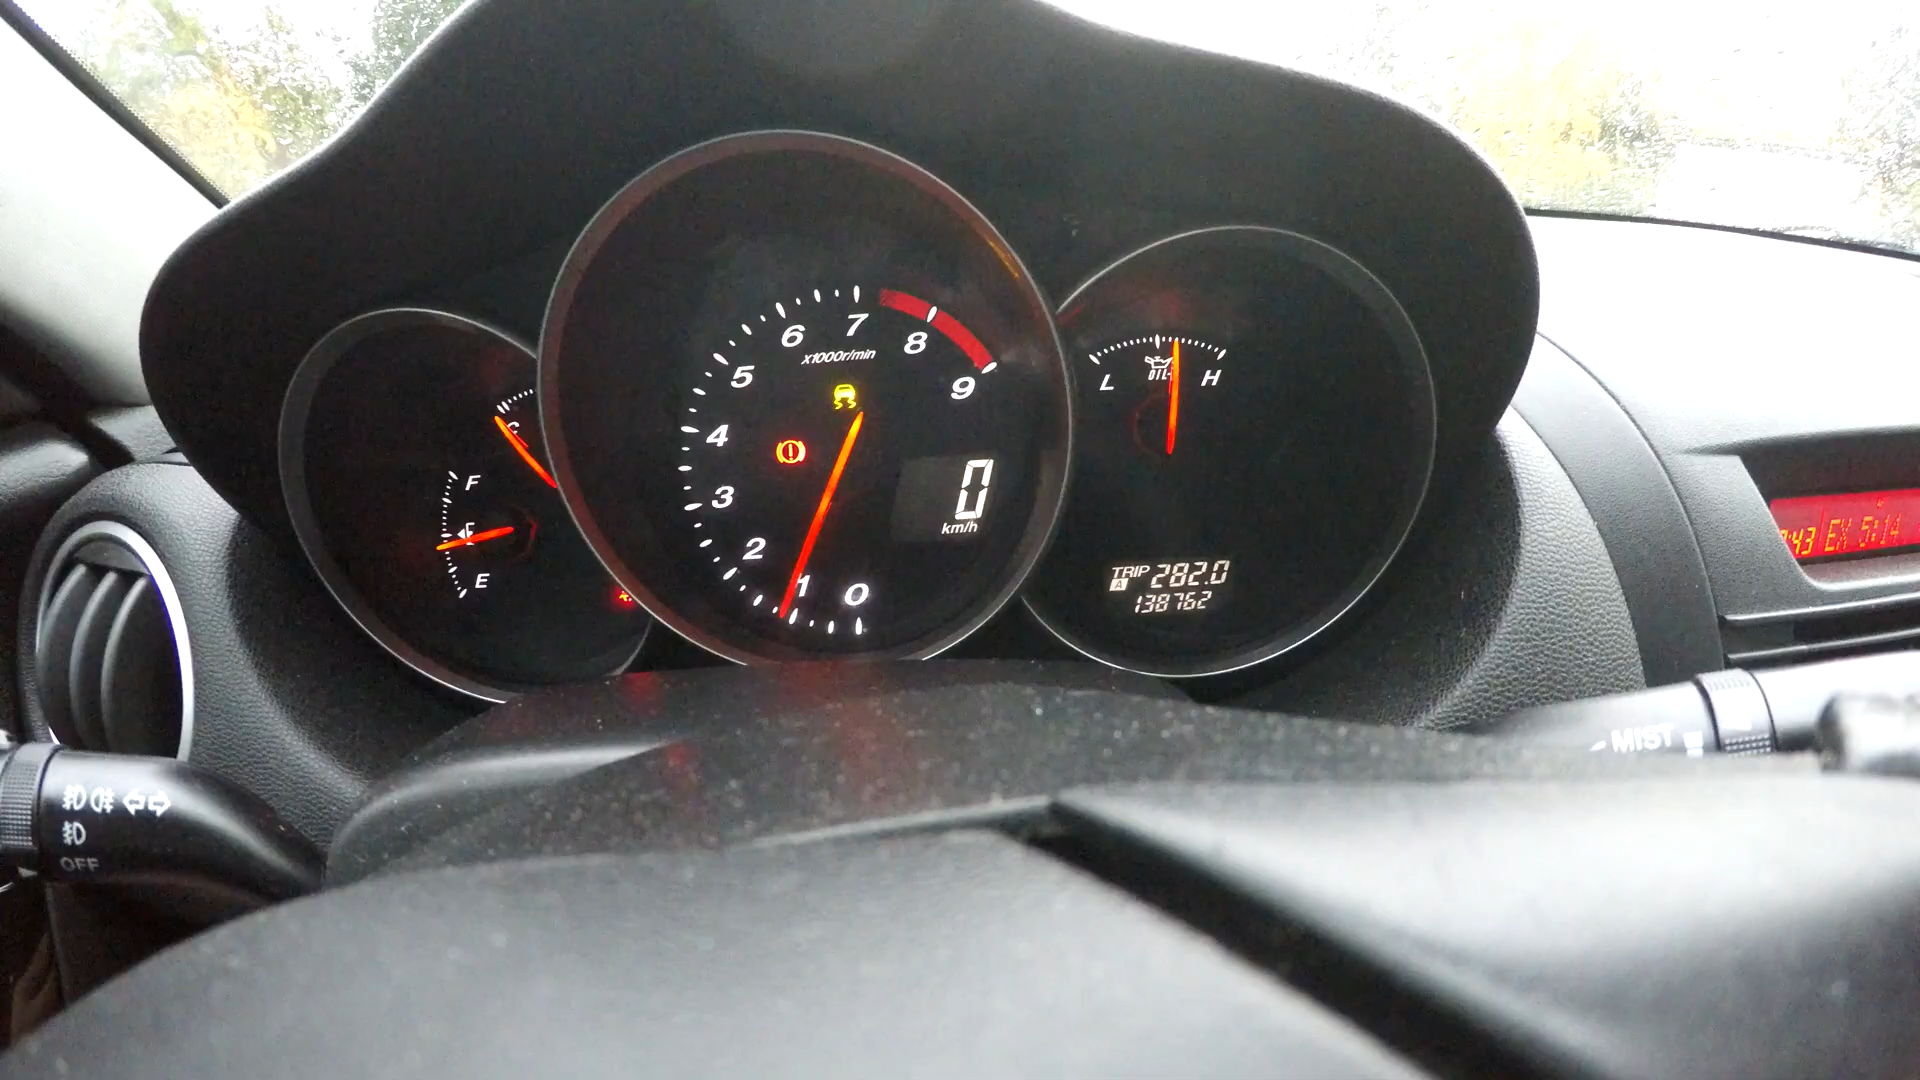 C
F
E
7
6
8
x1000r/min
5
9
4
3
2
1
0
0
km/h
L
OIL
H
TRIP 282.0
A
138762
:43 EX 5:14
MIST
OFF